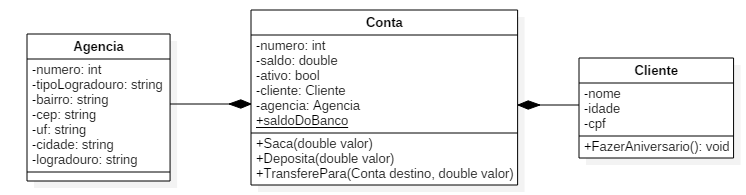 Agencia
-numero: int
-tipoLogradouro: string
-bairro: string
-cep: string
-uf: string
-cidade: string
-logradouro: string
Conta
-numero: int
-saldo: double
-ativo: bool
-cliente: Cliente
-agencia: Agencia
+saldoDoBanco
+Saca(double valor)
+Deposita(double valor)
+TransferePara(Conta destino, double valor)
Cliente
-nome
-idade
-cpf
+FazerAniversario(): void